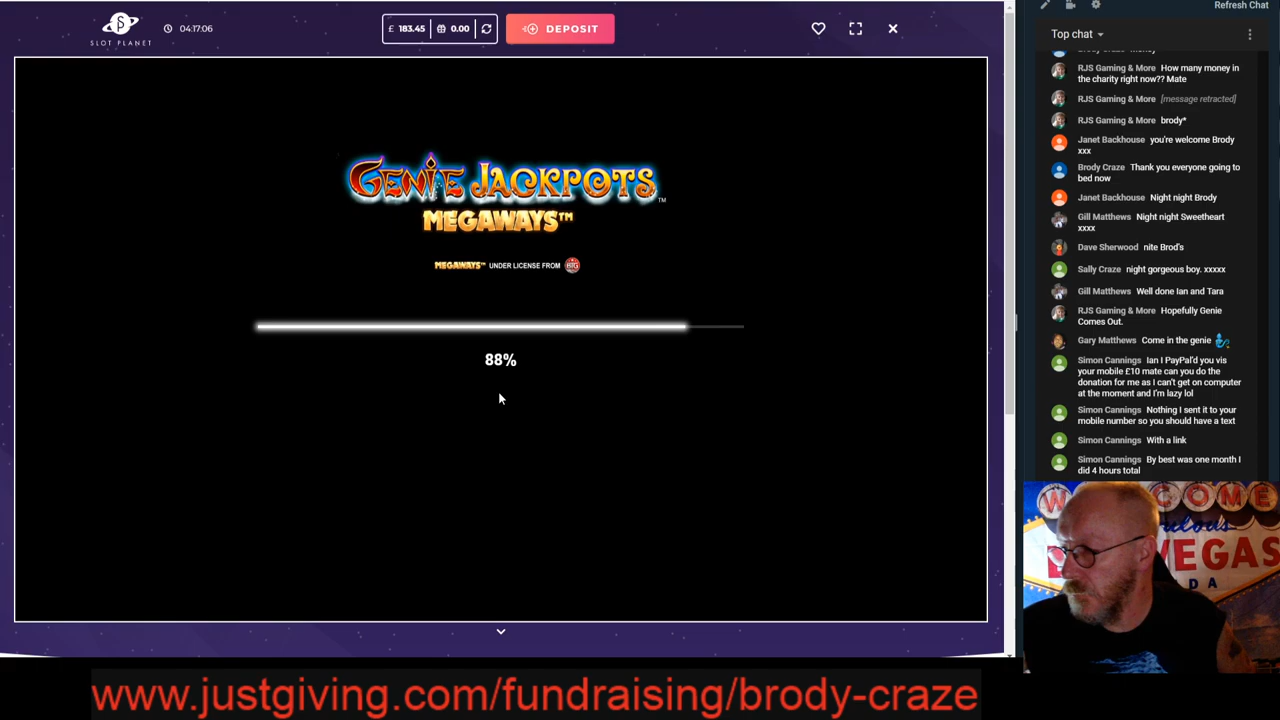 SLOT PLANET
04:17:06
£ 183.45
0.00
DEPOSIT
GENIE JACKPOTS™
MEGAWAYS™
MEGAWAYS™ UNDER LICENSE FROM BIG
88%
Refresh Chat
Top chat
RJS Gaming & More How many money in
the charity right now?? Mate
RJS Gaming & More [message retracted]
RJS Gaming & More brody*
Janet Backhouse you're welcome Brody
xxx
Brody Craze Thank you everyone going to
bed now
Janet Backhouse Night night Brody
Gill Matthews Night night Sweetheart
xxxx
Dave Sherwood nite Brod's
Sally Craze night gorgeous boy. xxxxx
Gill Matthews Well done Ian and Tara
RJS Gaming & More Hopefully Genie
Comes Out.
Gary Matthews Come in the genie
Simon Cannings Ian I PayPal'd you vis
your mobile £10 mate can you do the
donation for me as I can't get on computer
at the moment and I'm lazy lol
Simon Cannings Nothing I sent it to your
mobile number so you should have a text
Simon Cannings With a link
Simon Cannings By best was one month I
did 4 hours total
W COME
ulous
VEGAS
DA
www.justgiving.com/fundraising/brody-craze